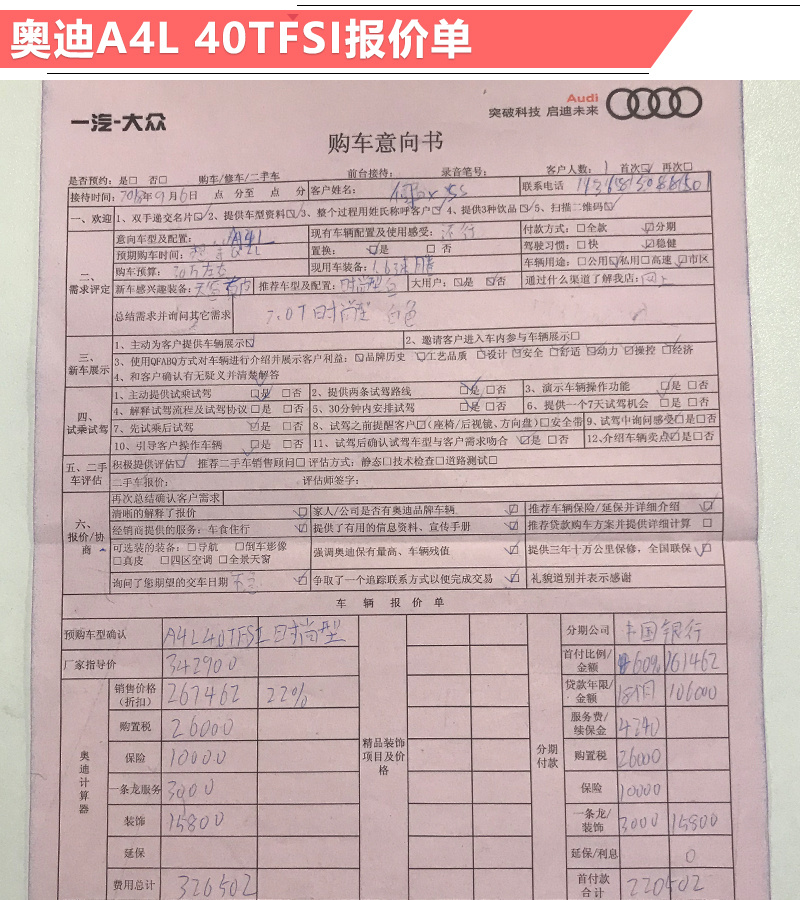 奥迪A4L 40TFSI报价单
一汽-大众
Audi
突破科技 启迪未来
购车意向书
是否预约：是□ 否□ 购车/修车/二手车 前台接待： 录音笔号： 客户人数：1 首次☑ 再次□
接待时间：2018年9月6日 点 分至 点 分 客户姓名： 联系电话
一、欢迎 1、双手递交名片☑ 2、提供车型资料☑ 3、整个过程用姓氏称呼客户☑ 4、提供3种饮品☑ 5、扫描二维码☑
二、需求评定
意向车型及配置： A4L 现有车辆配置及使用感受：还行 付款方式：□全款 ☑分期
预期购车时间： 置换：☑是 □否 驾驶习惯：□快 ☑稳健
购车预算：30万左右 现用车装备： 车辆用途：□公用☑私用□高速☑市区
新车感兴趣装备：天窗 推荐车型及配置：时尚型 大用户：□是☑否 通过什么渠道了解我店：网上
总结需求并询问其它需求 2.0T时尚型 白色
三、新车展示
1、主动为客户提供车辆展示☑ 2、邀请客户进入车内参与车辆展示□
3、使用QFABQ方式对车辆进行介绍并展示客户利益：☑品牌历史 ☑工艺品质 ☑设计☑安全☑舒适☑动力☑操控☑经济
4、和客户确认有无疑义并清楚解答
四、试乘试驾
1、主动提供试乘试驾 ☑是 □否 2、提供两条试驾路线 ☑是 □否 3、演示车辆操作功能 ☑是 □否
4、解释试驾流程及试驾协议☑是 □否 5、30分钟内安排试驾 ☑是 □否 6、提供一个7天试驾机会 ☑是 □否
7、先试乘后试驾 ☑是 □否 8、试驾之前提醒客户☑(座椅/后视镜、方向盘)□安全带 9、试驾中询问感受☑是□否
10、引导客户操作车辆 ☑是 □否 11、试驾后确认试驾车型与客户需求吻合 ☑是 □否 12、介绍车辆卖点☑是□否
五、二手车评估
积极提供评估☑ 推荐二手车销售顾问□ 评估方式：静态□技术检查□道路测试□
二手车报价： 评估师签字：
六、报价/协商
再次总结确认客户需求
清晰的解释了报价 ☑ 家人/公司是否有奥迪品牌车辆 ☑ 推荐车辆保险/延保并详细介绍 ☑
经销商提供的服务：车食住行 ☑ 提供了有用的信息资料、宣传手册 ☑ 推荐贷款购车方案并提供详细计算 □
可选装的装备：□导航 □倒车影像 □真皮 □四区空调 □全景天窗 强调奥迪保有量高、车辆残值 ☑ 提供三年十万公里保修，全国联保 ☑
询问了您期望的交车日期 ☑ 争取了一个追踪联系方式以便完成交易 ☑ 礼貌道别并表示感谢
车 辆 报 价 单
预购车型确认 A4L40TFSI 时尚型 分期公司 中国银行
厂家指导价 342900 首付比例/金额 60% 161462
奥迪计算器
销售价格(折扣) 267462 22% 贷款年限/金额 18个月 106000
购置税 26000 服务费/续保金 4240
精品装饰项目及价格
分期付款
保险 10000 购置税 26000
一条龙服务 3000 保险 10000
装饰 15800 一条龙/装饰 3000 15800
延保 延保/利息 0
费用总计 326502 首付款合计 220502